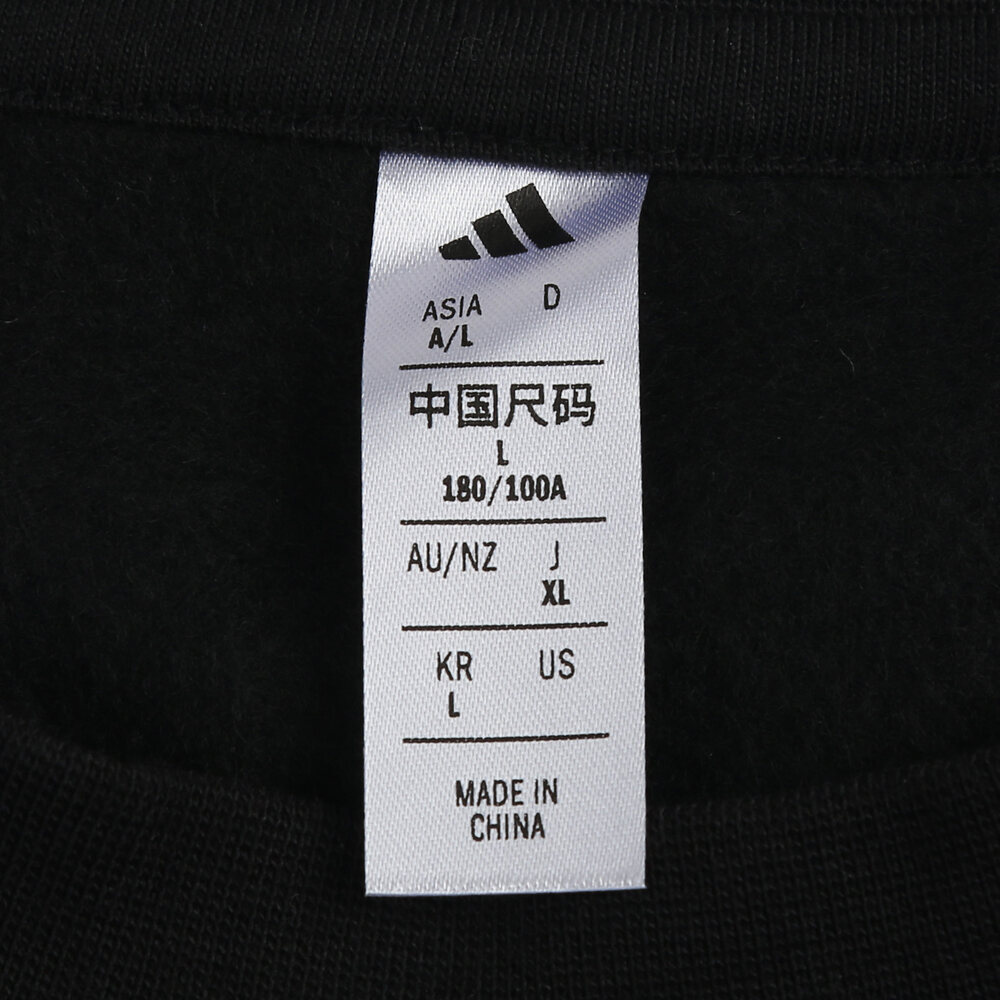 ASIA D
A/L
中国尺码
L
180/100A
AU/NZ J
XL
KR US
L
MADE IN
CHINA